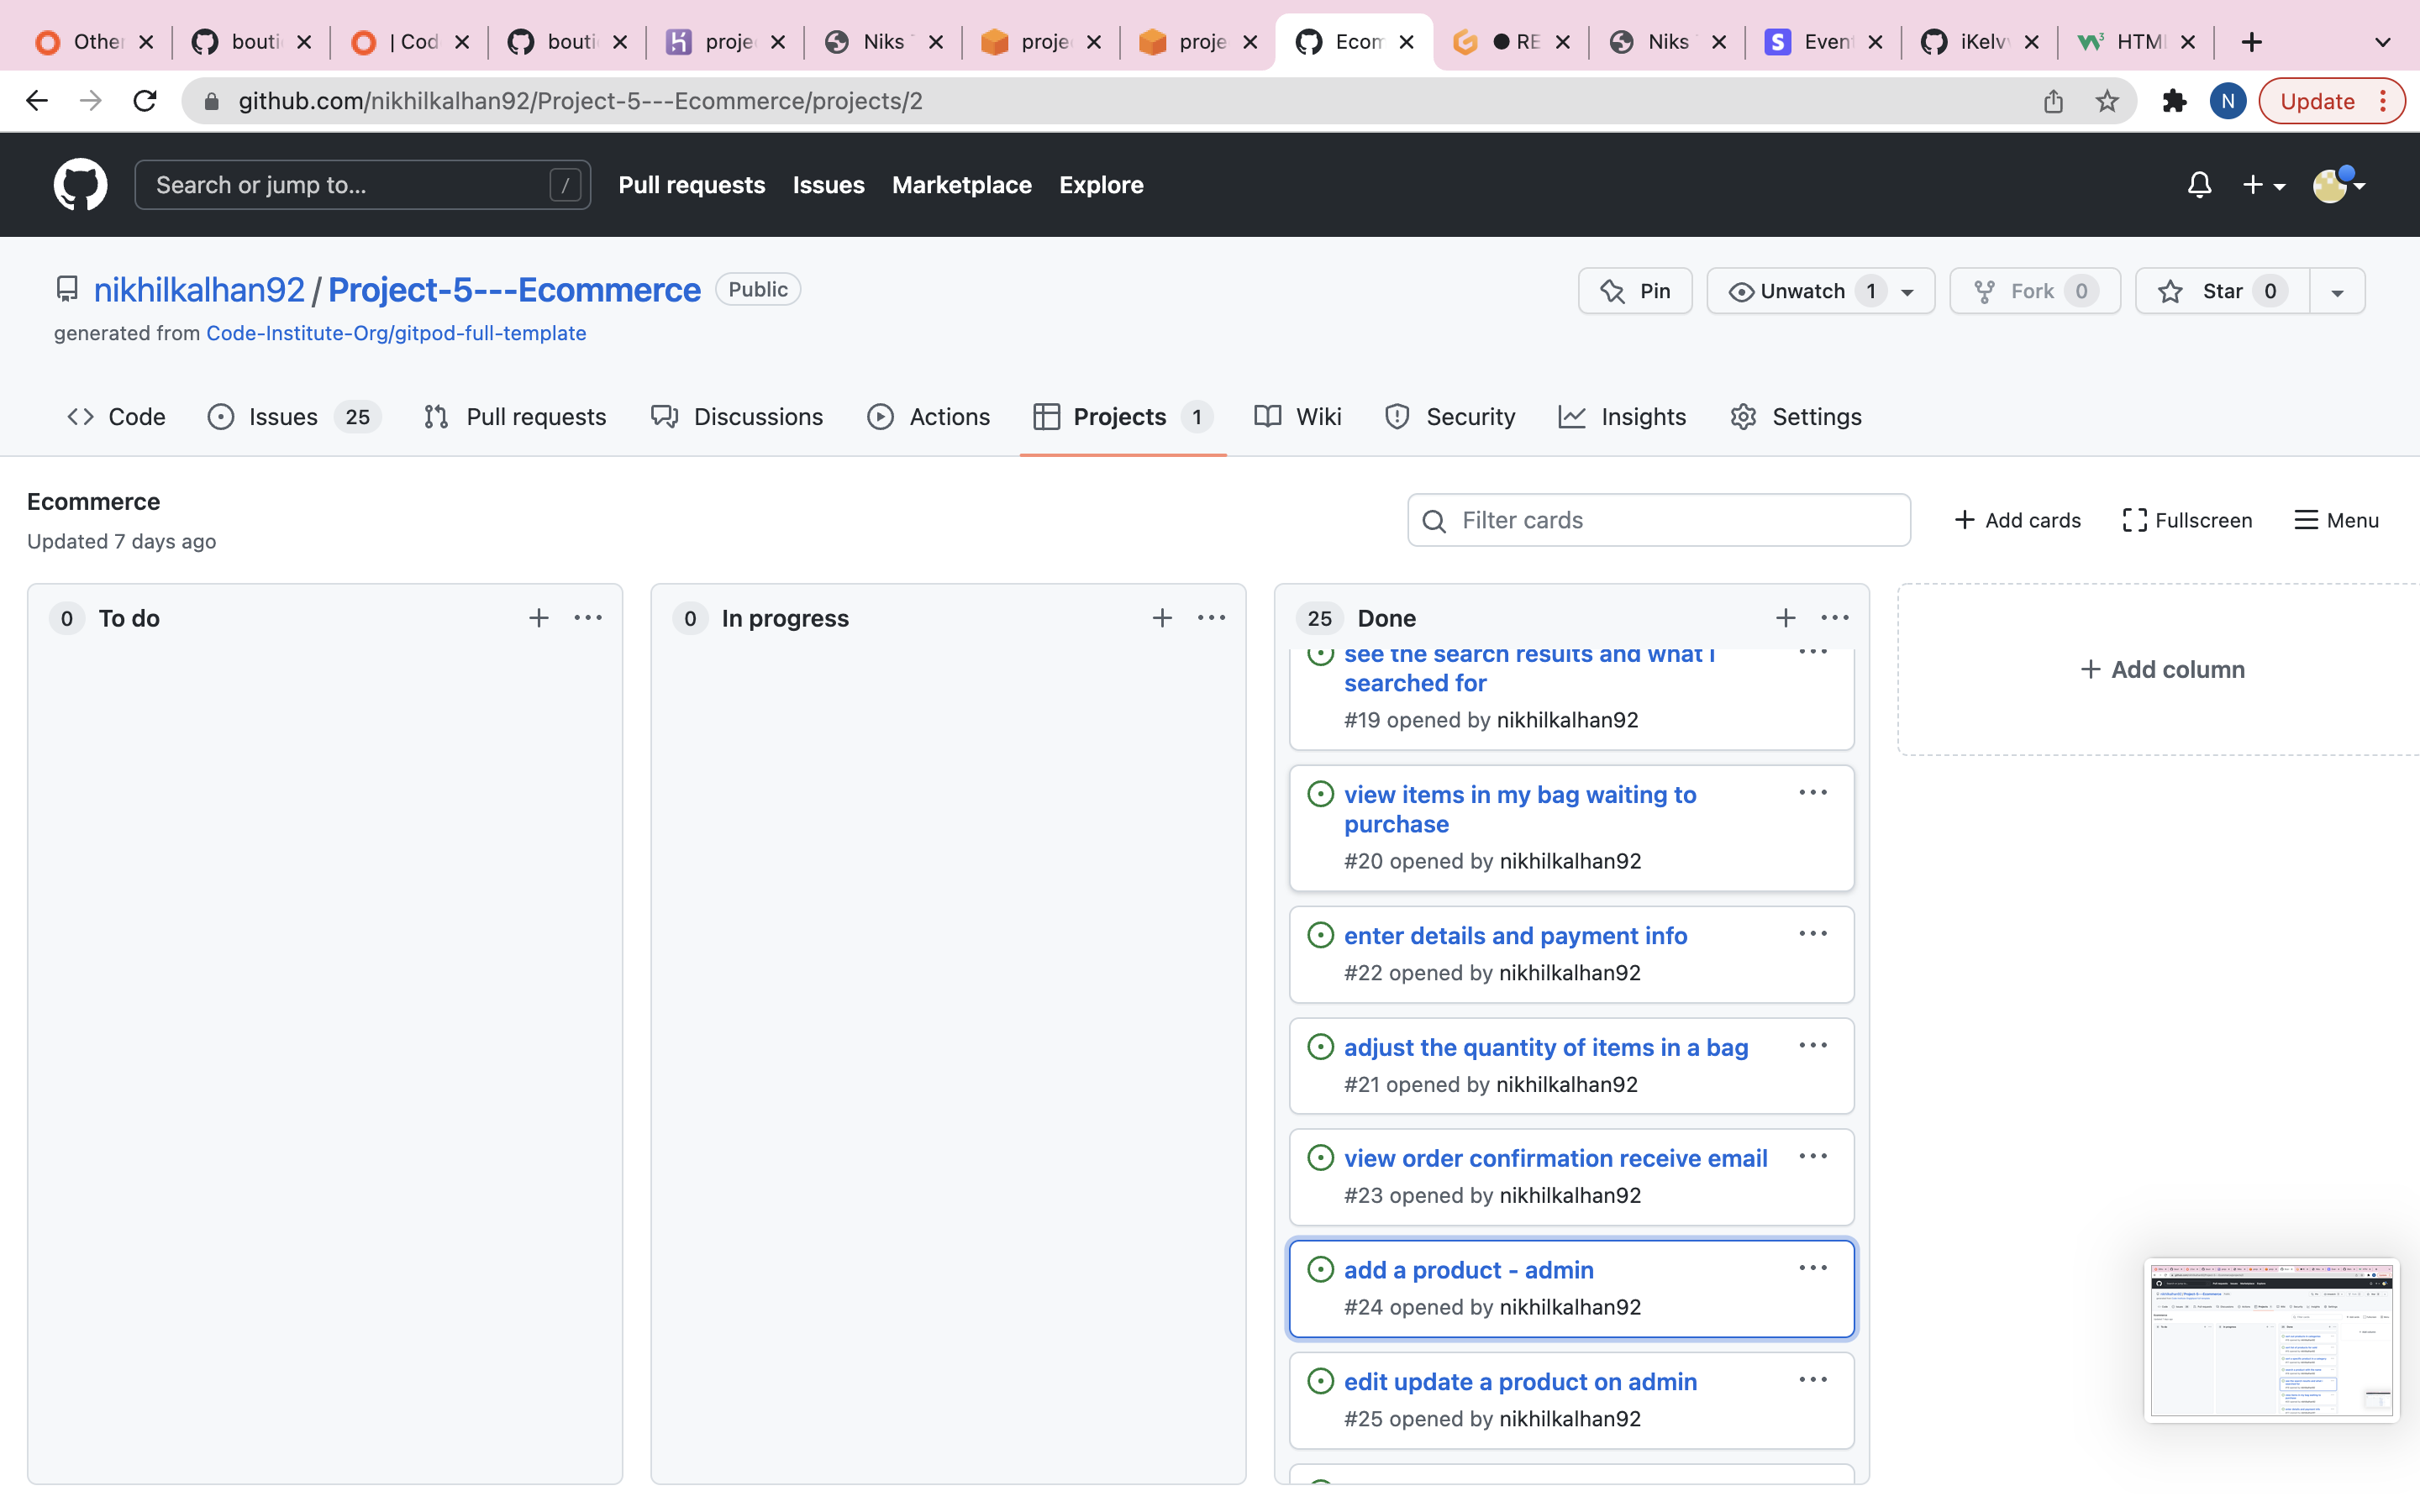 Other
bouti
| Cod
bouti
proje
Niks
proje
proje
Ecom
RE
Niks
Even
iKelv
HTML
github.com/nikhilkalhan92/Project-5---Ecommerce/projects/2
N
Update
Search or jump to...
/
Pull requests
Issues
Marketplace
Explore
nikhilkalhan92 / Project-5---Ecommerce Public
generated from Code-Institute-Org/gitpod-full-template
Pin
Unwatch 1
Fork 0
Star 0
Code
Issues 25
Pull requests
Discussions
Actions
Projects 1
Wiki
Security
Insights
Settings
Ecommerce
Updated 7 days ago
Filter cards
Add cards
Fullscreen
Menu
0 To do
0 In progress
25 Done
see the search results and what I
searched for
#19 opened by nikhilkalhan92
view items in my bag waiting to
purchase
#20 opened by nikhilkalhan92
enter details and payment info
#22 opened by nikhilkalhan92
adjust the quantity of items in a bag
#21 opened by nikhilkalhan92
view order confirmation receive email
#23 opened by nikhilkalhan92
add a product - admin
#24 opened by nikhilkalhan92
edit update a product on admin
#25 opened by nikhilkalhan92
Add column